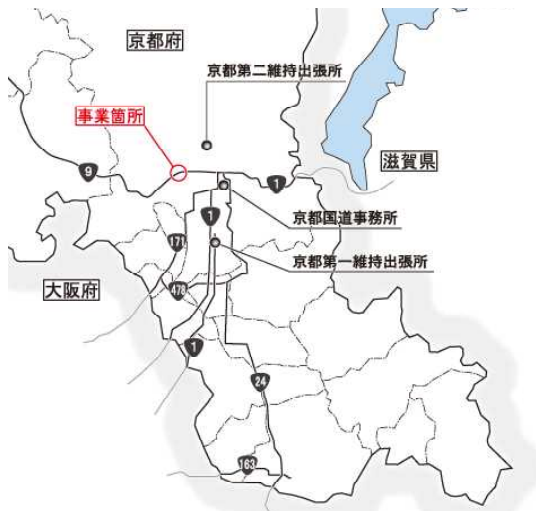 京都府
京都第二維持出張所
事業箇所
滋賀県
9
1
京都国道事務所
1
171
京都第一維持出張所
大阪府
478
1
24
163